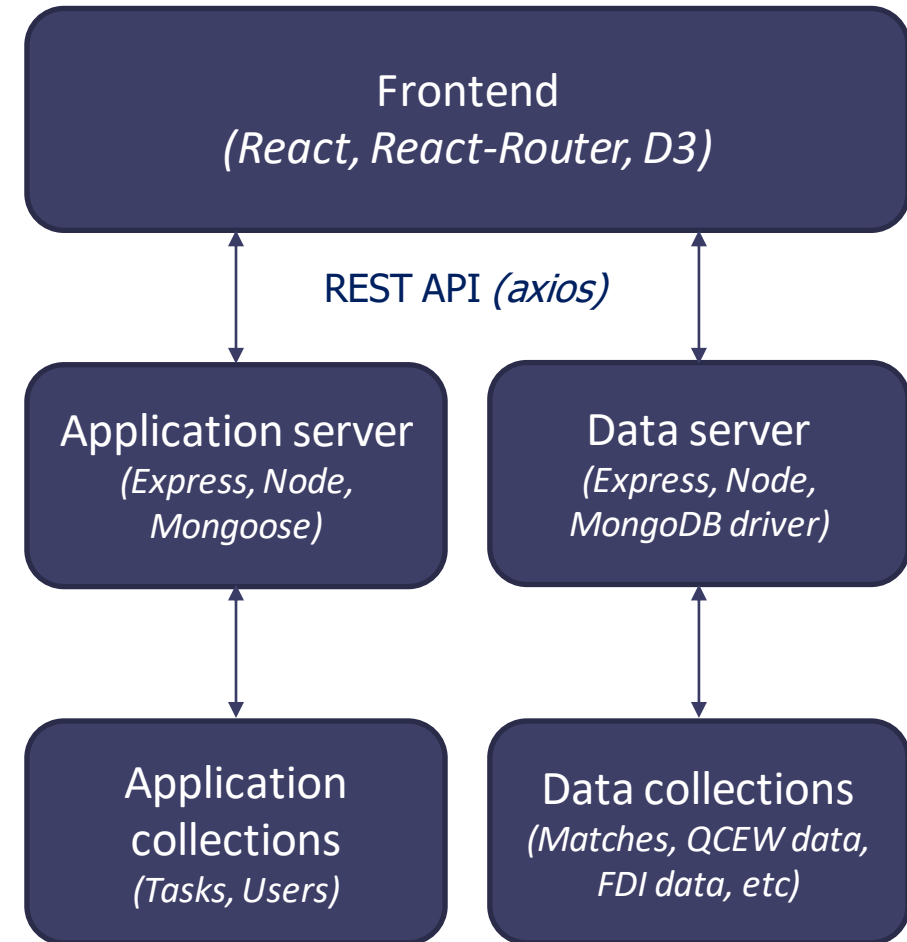 Frontend
(React, React-Router, D3)
REST API (axios)
Application server
(Express, Node,
Mongoose)
Data server
(Express, Node,
MongoDB driver)
Application
collections
(Tasks, Users)
Data collections
(Matches, QCEW data,
FDI data, etc)